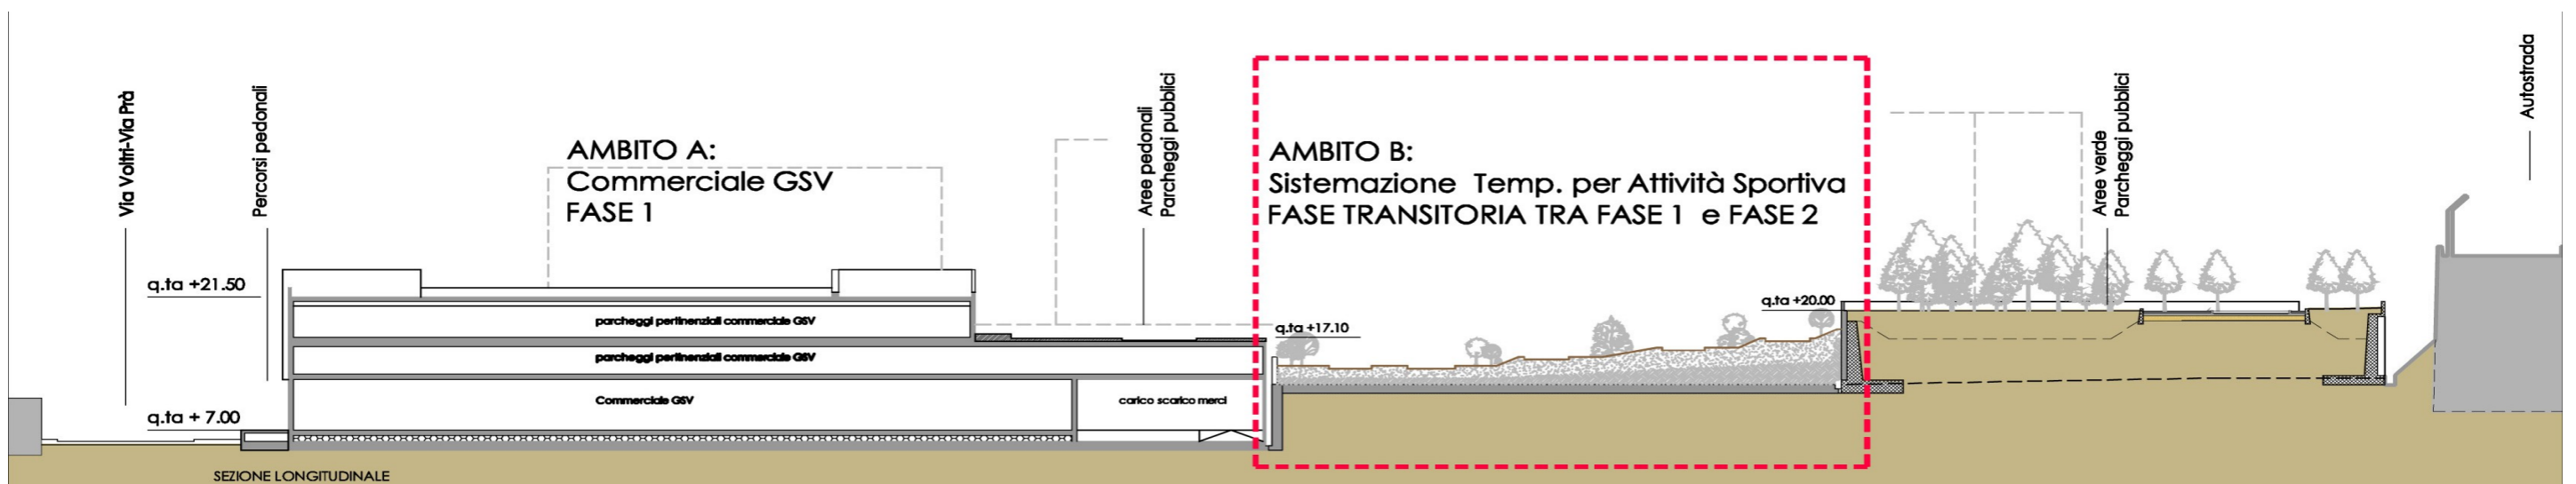 Via Voltri-Via Prà
Percorsi pedonali
AMBITO A:
Commerciale GSV
FASE 1
Aree pedonali
Parcheggi pubblici
AMBITO B:
Sistemazione Temp. per Attività Sportiva
FASE TRANSITORIA TRA FASE 1 e FASE 2
Aree verde
Parcheggi pubblici
Autostrada
q.ta +21.50
q.ta +20.00
q.ta +17.10
parcheggi pertinenziali commerciale GSV
parcheggi pertinenziali commerciale GSV
Commerciale GSV
carico scarico merci
q.ta + 7.00
SEZIONE LONGITUDINALE